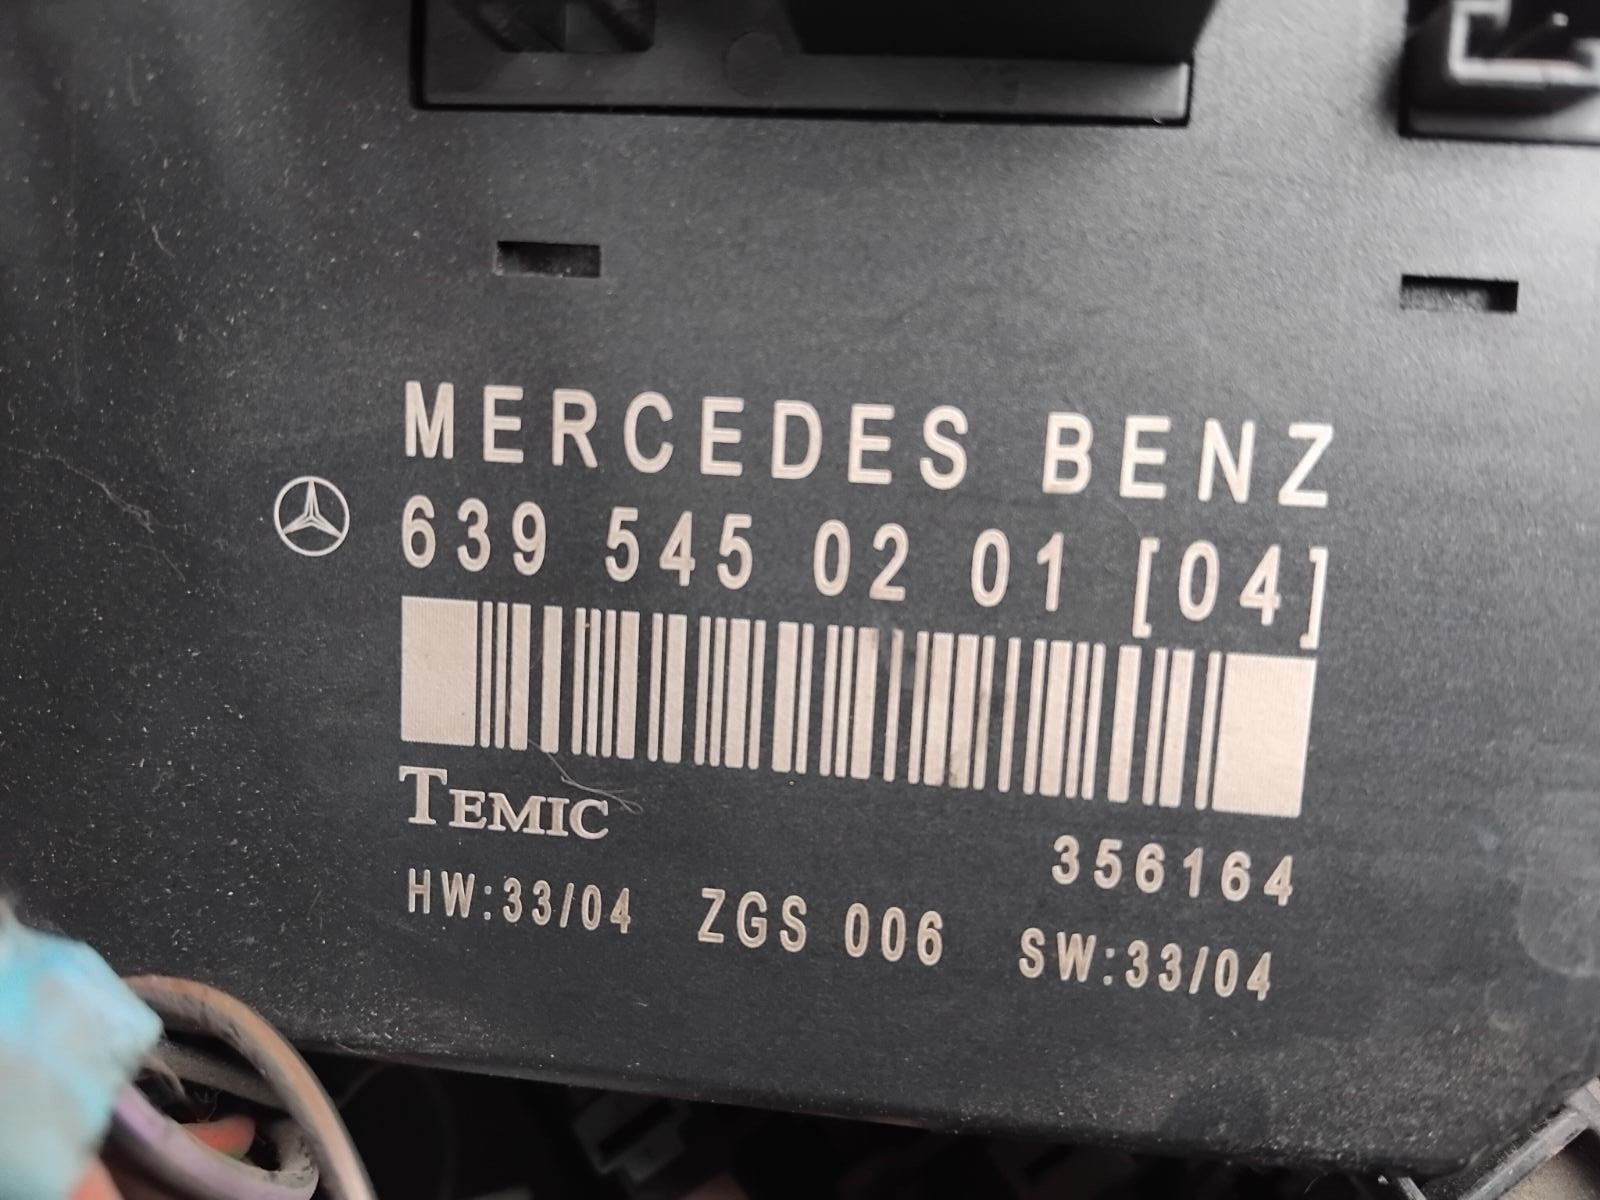 MERCEDES BENZ
639 545 02 01 [04]
TEMIC
356164
HW:33/04 ZGS 006 SW:33/04